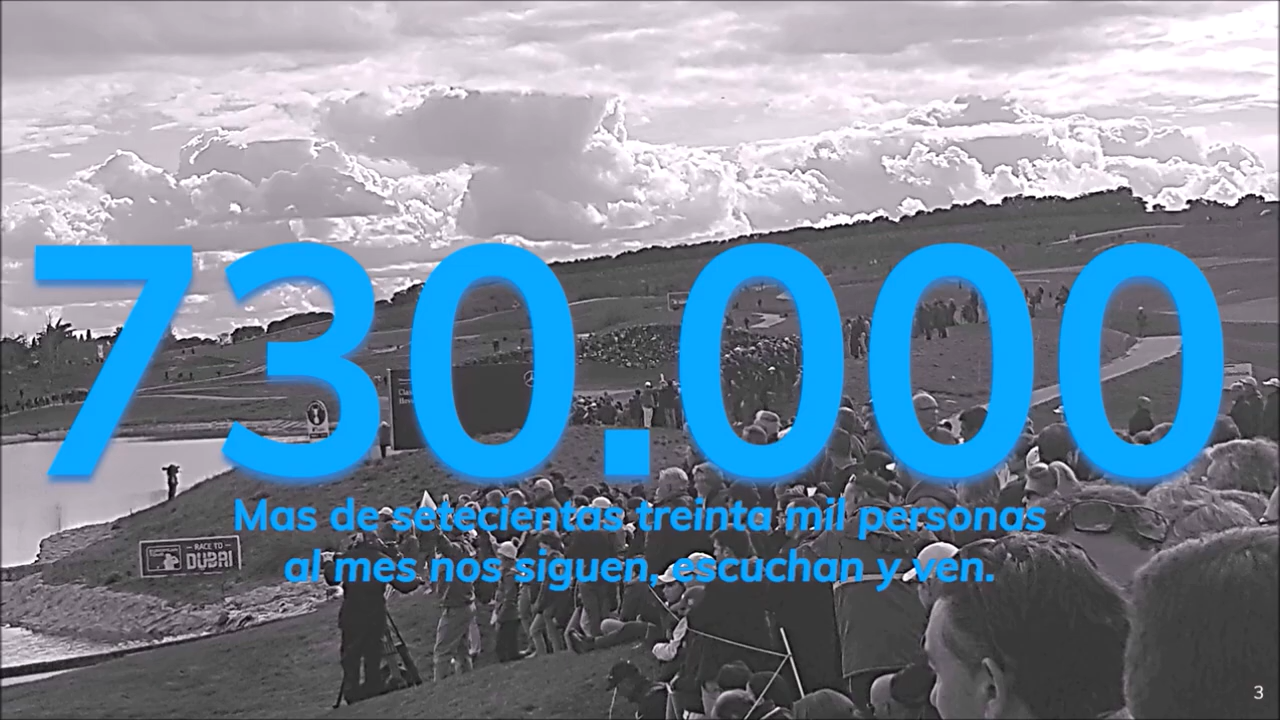 730.000
Mas de setecientas treinta mil personas
al mes nos siguen, escuchan y ven.
RACE TO
DUBAI
3